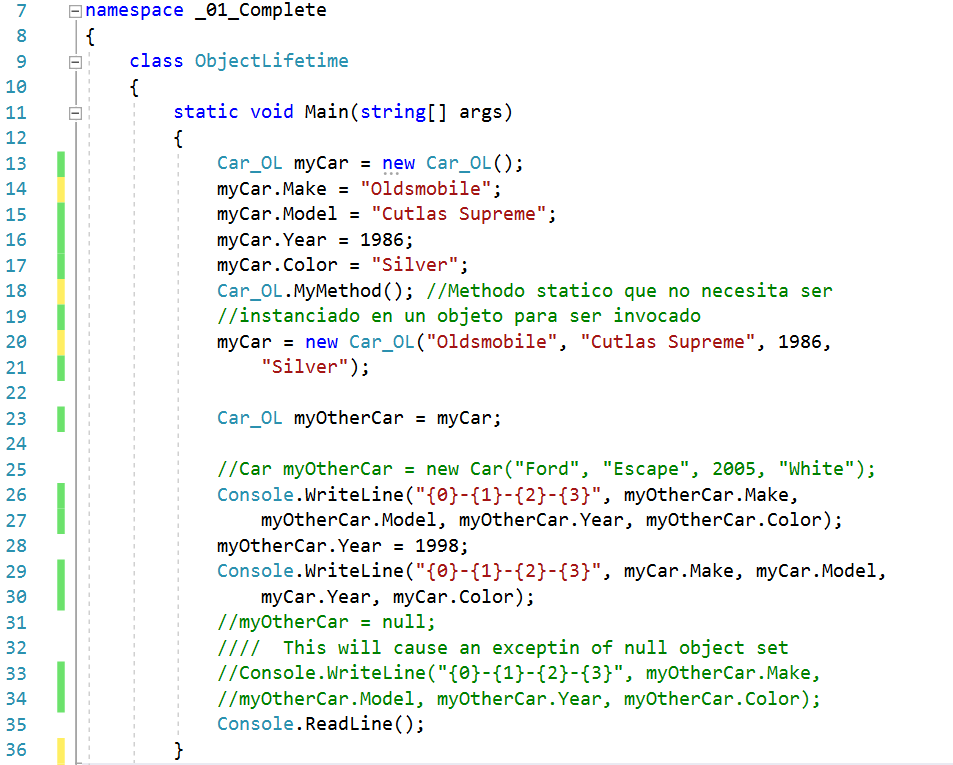 7 namespace _01_Complete
8 {
9 class ObjectLifetime
10 {
11 static void Main(string[] args)
12 {
13 Car_OL myCar = new Car_OL();
14 myCar.Make = "Oldsmobile";
15 myCar.Model = "Cutlas Supreme";
16 myCar.Year = 1986;
17 myCar.Color = "Silver";
18 Car_OL.MyMethod(); //Methodo statico que no necesita ser
19 //instanciado en un objeto para ser invocado
20 myCar = new Car_OL("Oldsmobile", "Cutlas Supreme", 1986,
21 "Silver");
22
23 Car_OL myOtherCar = myCar;
24
25 //Car myOtherCar = new Car("Ford", "Escape", 2005, "White");
26 Console.WriteLine("{0}-{1}-{2}-{3}", myOtherCar.Make,
27 myOtherCar.Model, myOtherCar.Year, myOtherCar.Color);
28 myOtherCar.Year = 1998;
29 Console.WriteLine("{0}-{1}-{2}-{3}", myCar.Make, myCar.Model,
30 myCar.Year, myCar.Color);
31 //myOtherCar = null;
32 ////  This will cause an exceptin of null object set
33 //Console.WriteLine("{0}-{1}-{2}-{3}", myOtherCar.Make,
34 //myOtherCar.Model, myOtherCar.Year, myOtherCar.Color);
35 Console.ReadLine();
36 }